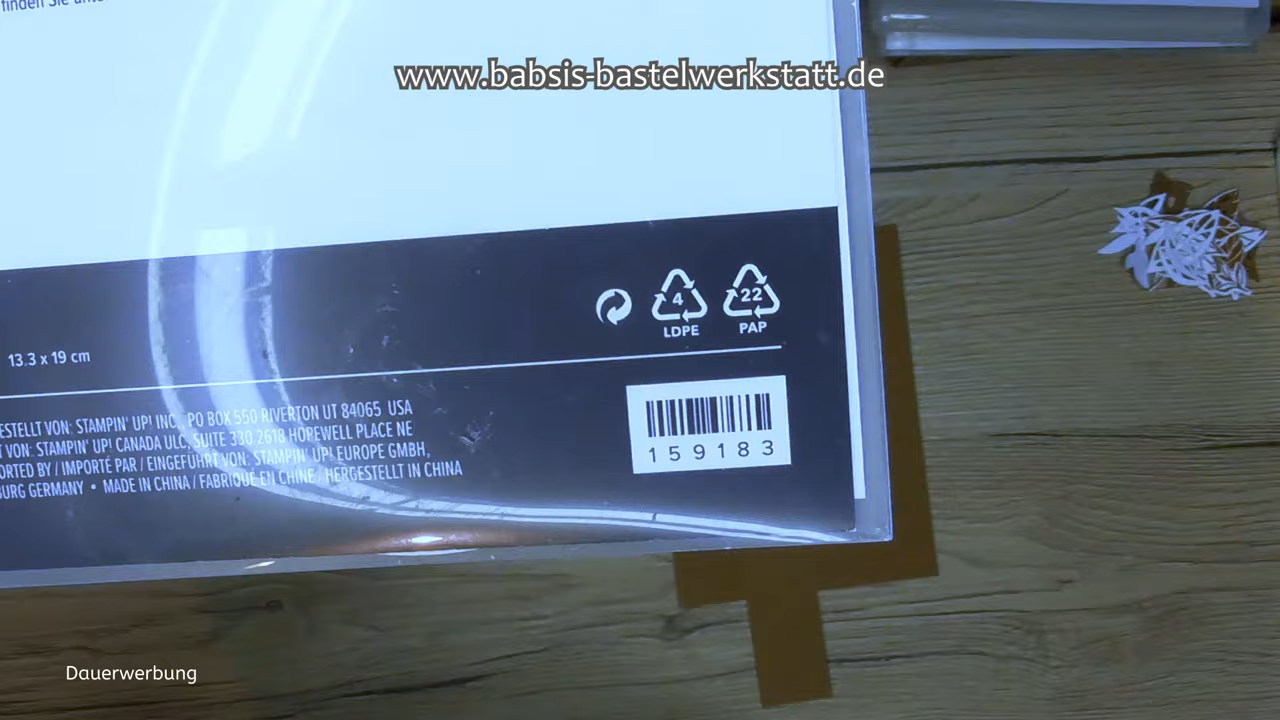 finden Sie
www.babsis-bastelwerkstatt.de
4
LDPE
22
PAP
13.3 x 19 cm
ESTELLT VON: STAMPIN' UP! INC., PO BOX 550 RIVERTON UT 84065 USA
T VON: STAMPIN' UP! CANADA ULC, SUITE 330 2618 HOPEWELL PLACE NE
ORTED BY / IMPORTÉ PAR / EINGEFÜHRT VON: STAMPIN' UP! EUROPE GMBH,
BURG GERMANY • MADE IN CHINA / FABRIQUÉ EN CHINE / HERGESTELLT IN CHINA
159183
Dauerwerbung